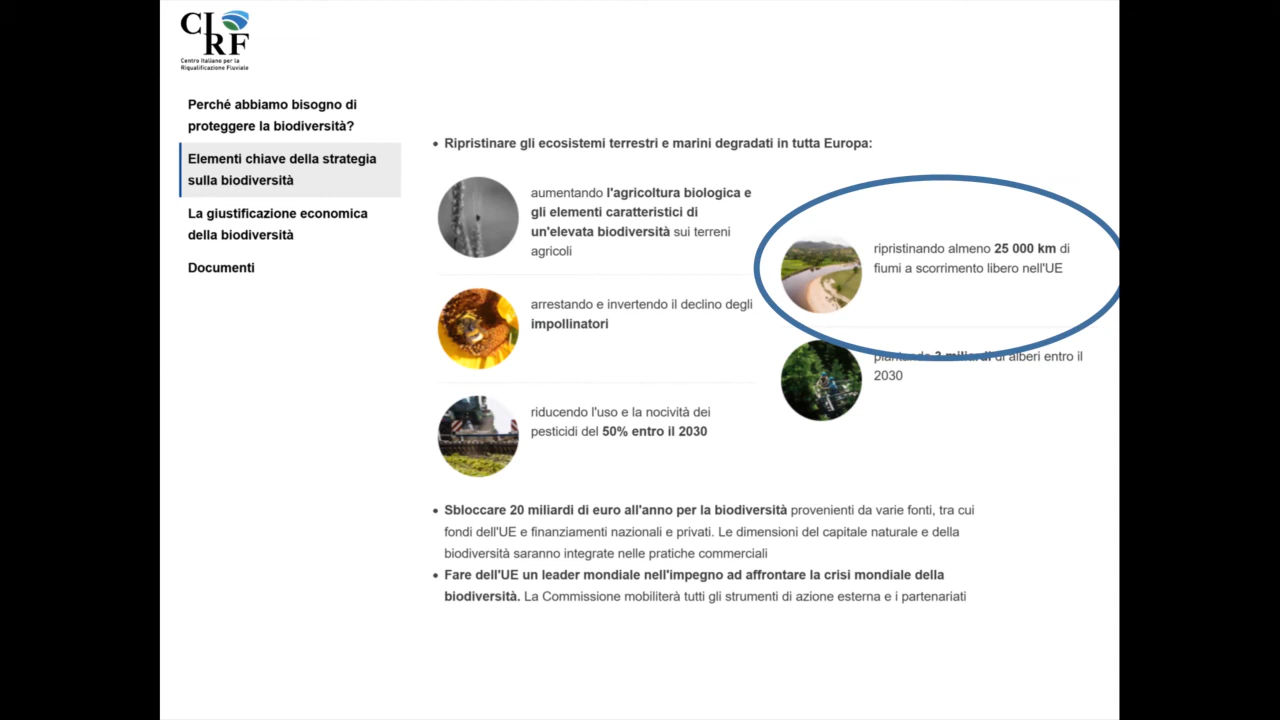 CIRF
Centro Italiano per la
Riqualificazione Fluviale
Perché abbiamo bisogno di
proteggere la biodiversità?
Elementi chiave della strategia
sulla biodiversità
La giustificazione economica
della biodiversità
Documenti
• Ripristinare gli ecosistemi terrestri e marini degradati in tutta Europa:
aumentando l'agricoltura biologica e
gli elementi caratteristici di
un'elevata biodiversità sui terreni
agricoli
arrestando e invertendo il declino degli
impollinatori
riducendo l'uso e la nocività dei
pesticidi del 50% entro il 2030
ripristinando almeno 25 000 km di
fiumi a scorrimento libero nell'UE
piantando 3 miliardi di alberi entro il
2030
• Sbloccare 20 miliardi di euro all'anno per la biodiversità provenienti da varie fonti, tra cui
fondi dell'UE e finanziamenti nazionali e privati. Le dimensioni del capitale naturale e della
biodiversità saranno integrate nelle pratiche commerciali
• Fare dell'UE un leader mondiale nell'impegno ad affrontare la crisi mondiale della
biodiversità. La Commissione mobiliterà tutti gli strumenti di azione esterna e i partenariati